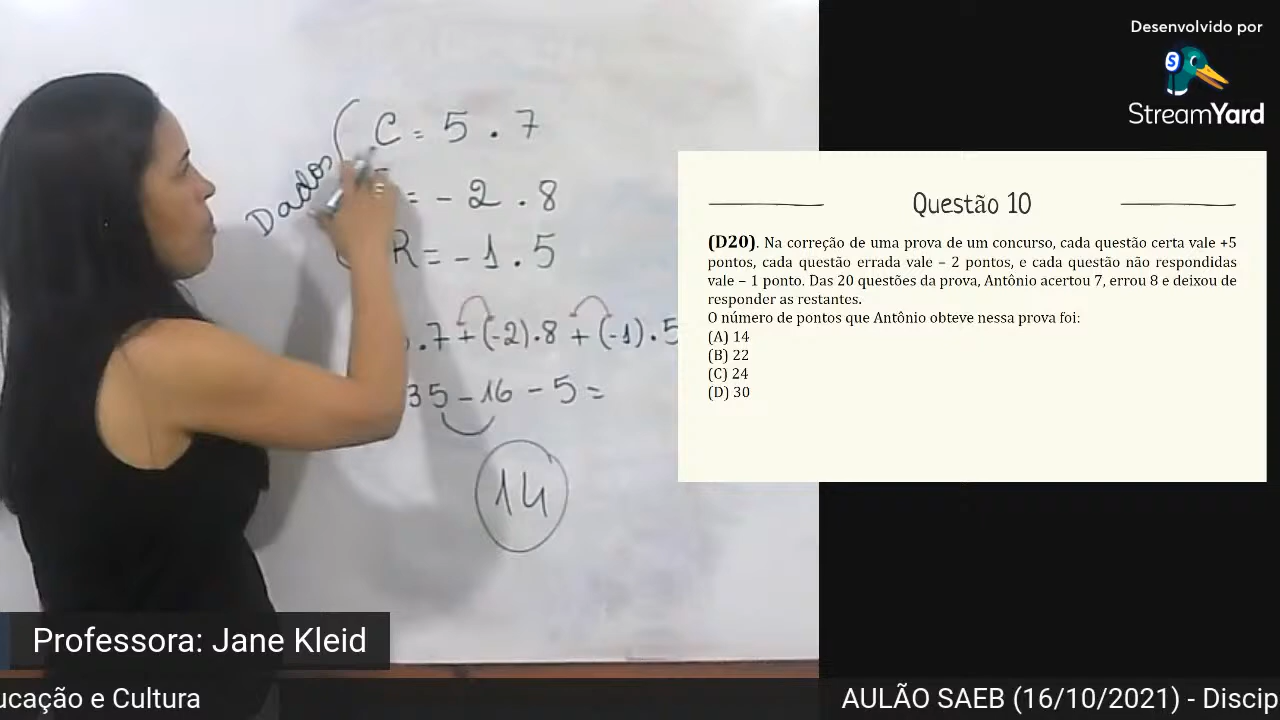 Desenvolvido por
StreamYard
Dados
C = 5 . 7
= - 2 . 8
R = - 1 . 5
.7 + (-2).8 + (-1).5
35 - 16 - 5 =
14
Questão 10
(D20). Na correção de uma prova de um concurso, cada questão certa vale +5
pontos, cada questão errada vale – 2 pontos, e cada questão não respondidas
vale – 1 ponto. Das 20 questões da prova, Antônio acertou 7, errou 8 e deixou de
responder as restantes.
O número de pontos que Antônio obteve nessa prova foi:
(A) 14
(B) 22
(C) 24
(D) 30
Professora: Jane Kleid
ucação e Cultura
AULÃO SAEB (16/10/2021) - Discip